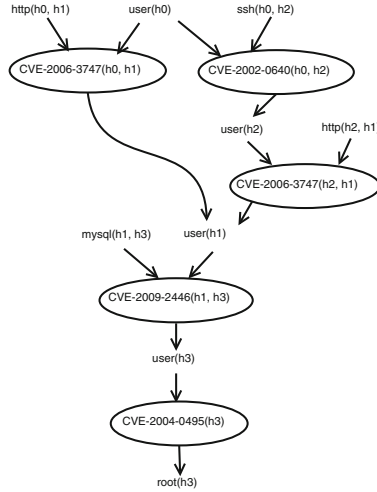 http(h0, h1)
user(h0)
ssh(h0, h2)
CVE-2006-3747(h0, h1)
CVE-2002-0640(h0, h2)
user(h2)
http(h2, h1)
CVE-2006-3747(h2, h1)
mysql(h1, h3)
user(h1)
CVE-2009-2446(h1, h3)
user(h3)
CVE-2004-0495(h3)
root(h3)